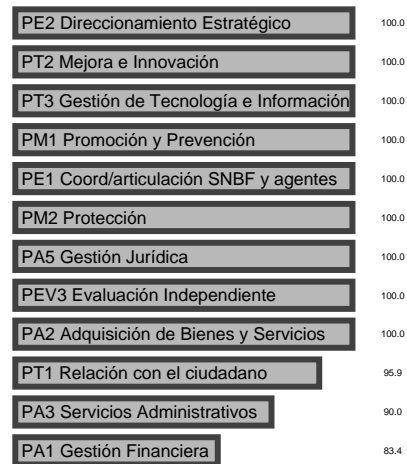 PE2 Direccionamiento Estratégico 100.0
PT2 Mejora e Innovación 100.0
PT3 Gestión de Tecnología e Información 100.0
PM1 Promoción y Prevención 100.0
PE1 Coord/articulación SNBF y agentes 100.0
PM2 Protección 100.0
PA5 Gestión Jurídica 100.0
PEV3 Evaluación Independiente 100.0
PA2 Adquisición de Bienes y Servicios 100.0
PT1 Relación con el ciudadano 95.9
PA3 Servicios Administrativos 90.0
PA1 Gestión Financiera 83.4